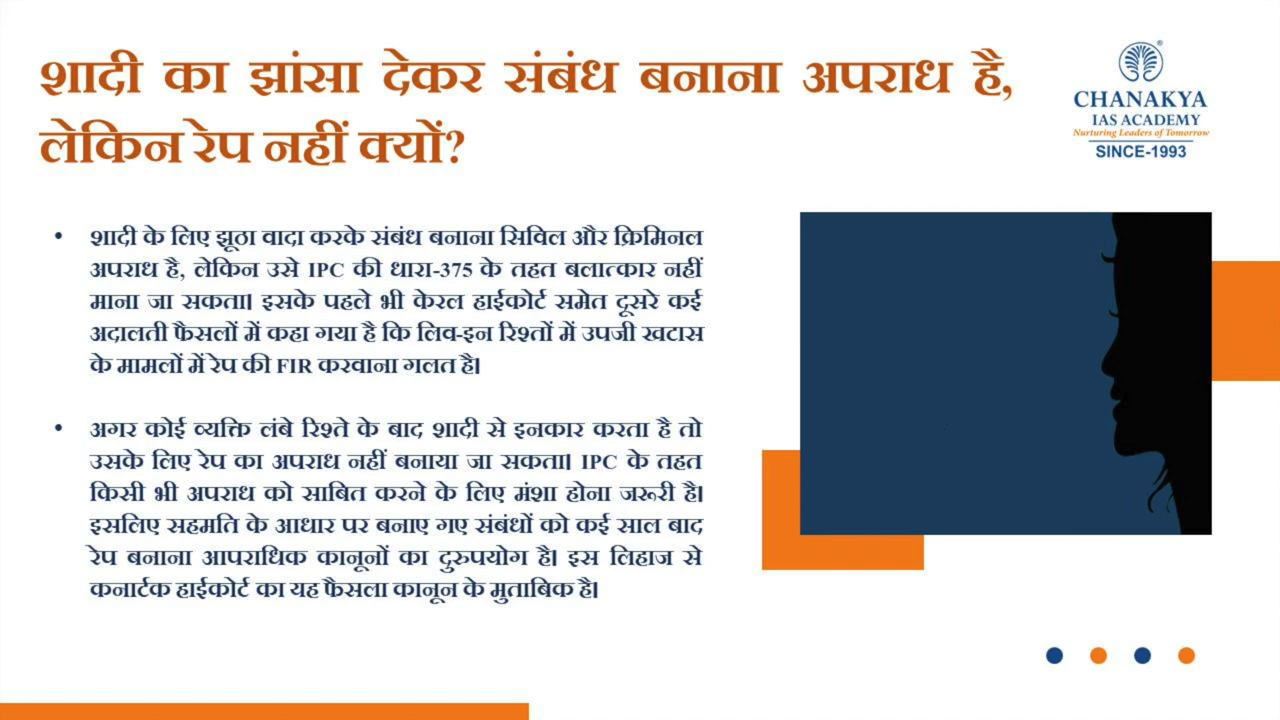 शादी का झांसा देकर संबंध बनाना अपराध है,
लेकिन रेप नहीं क्यों?
CHANAKYA
IAS ACADEMY
Nurturing Leaders of Tomorrow
SINCE-1993
• शादी के लिए झूठा वादा करके संबंध बनाना सिविल और क्रिमिनल
अपराध है, लेकिन उसे IPC की धारा-375 के तहत बलात्कार नहीं
माना जा सकता। इसके पहले भी केरल हाईकोर्ट समेत दूसरे कई
अदालती फैसलों में कहा गया है कि लिव-इन रिश्तों में उपजी खटास
के मामलों में रेप की FIR करवाना गलत है।
• अगर कोई व्यक्ति लंबे रिश्ते के बाद शादी से इनकार करता है तो
उसके लिए रेप का अपराध नहीं बनाया जा सकता। IPC के तहत
किसी भी अपराध को साबित करने के लिए मंशा होना जरूरी है।
इसलिए सहमति के आधार पर बनाए गए संबंधों को कई साल बाद
रेप बनाना आपराधिक कानूनों का दुरुपयोग है। इस लिहाज से
कनार्टक हाईकोर्ट का यह फैसला कानून के मुताबिक है।